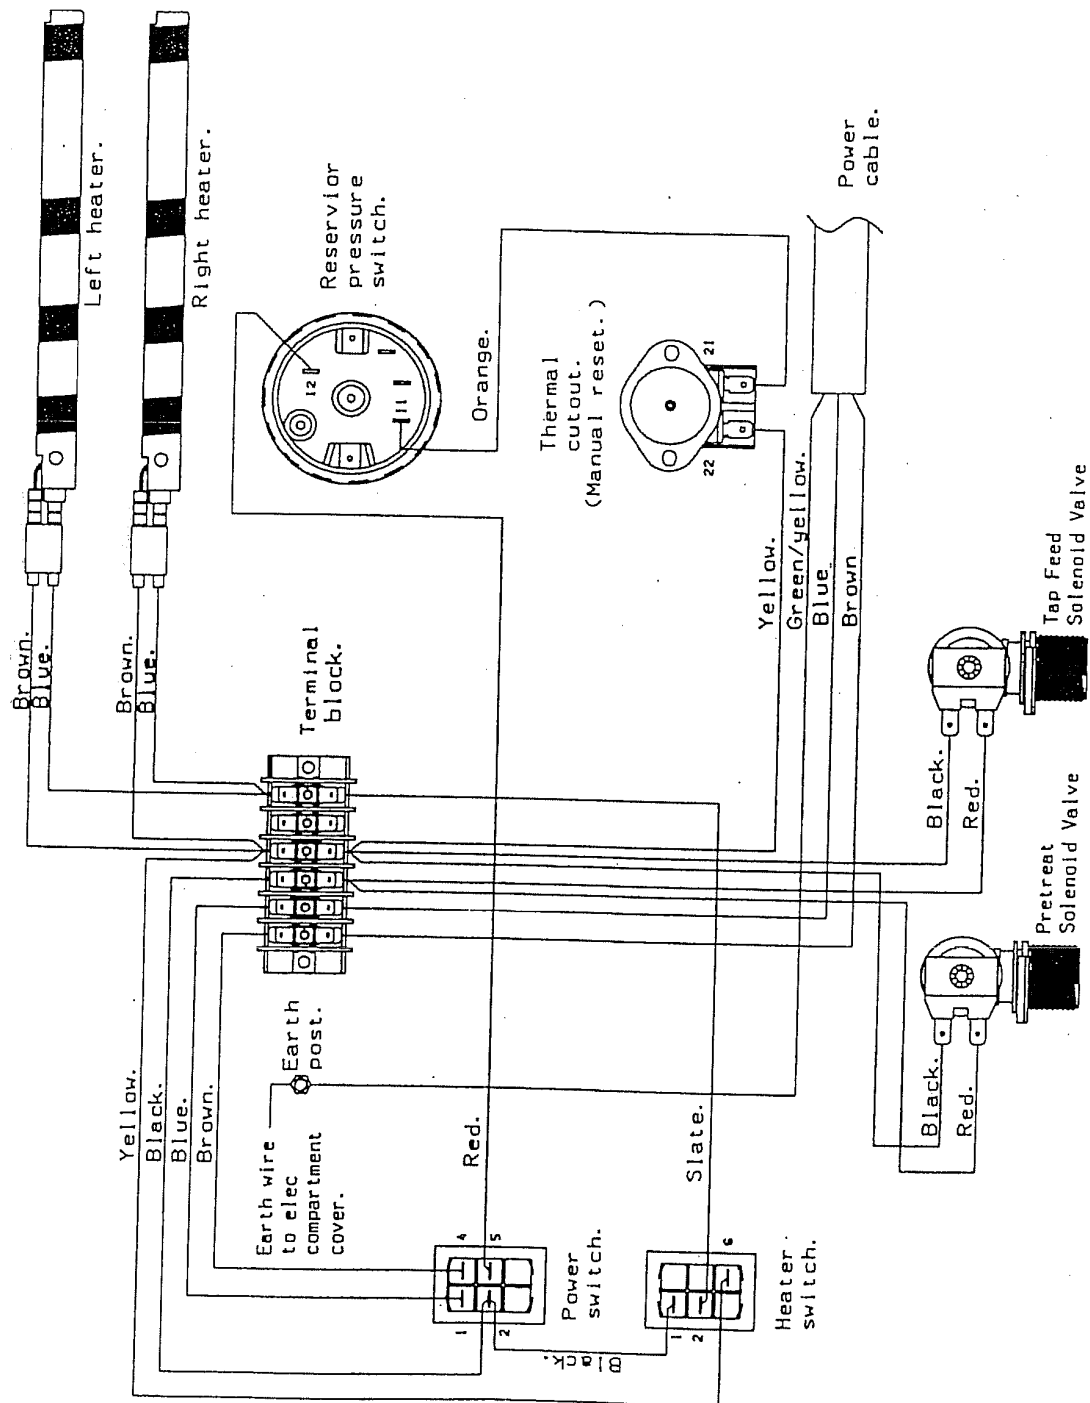 Left heater.
Right heater.
Brown.
Blue.
Brown.
Blue.
Reservior
pressure
switch.
12
11
Orange.
Thermal
cutout.
(Manual reset.)
21
22
Power
cable.
Yellow.
Green/yellow.
Blue
Brown
Terminal
block.
Tap Feed
Solenoid Valve
Black.
Red.
Pretreat
Solenoid Valve
Black.
Red.
Earth
post.
Earth wire
to elec
compartment
cover.
Yellow.
Black.
Blue.
Brown.
Red.
Slate.
4
5
1
2
Power
switch.
Black.
6
1
2
Heater
switch.